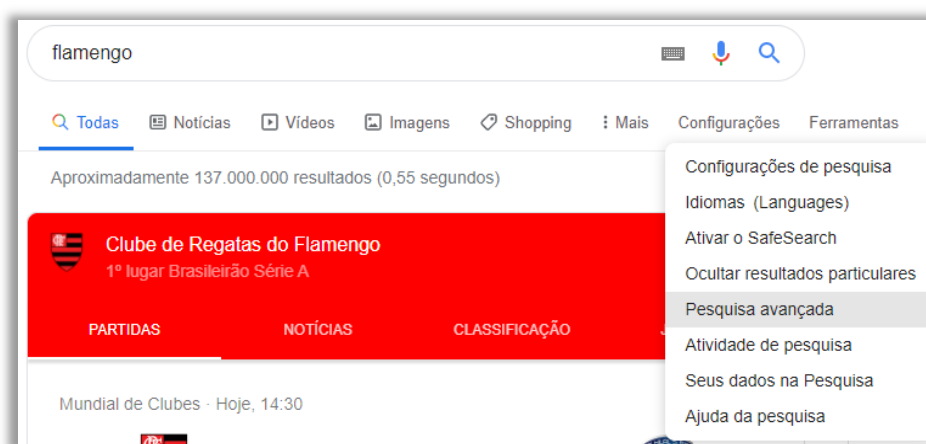 flamengo
Todas Notícias Vídeos Imagens Shopping Mais Configurações Ferramentas
Aproximadamente 137.000.000 resultados (0,55 segundos)
Clube de Regatas do Flamengo
1º lugar Brasileirão Série A
PARTIDAS NOTÍCIAS CLASSIFICAÇÃO
Mundial de Clubes · Hoje, 14:30
Configurações de pesquisa
Idiomas (Languages)
Ativar o SafeSearch
Ocultar resultados particulares
Pesquisa avançada
Atividade de pesquisa
Seus dados na Pesquisa
Ajuda da pesquisa